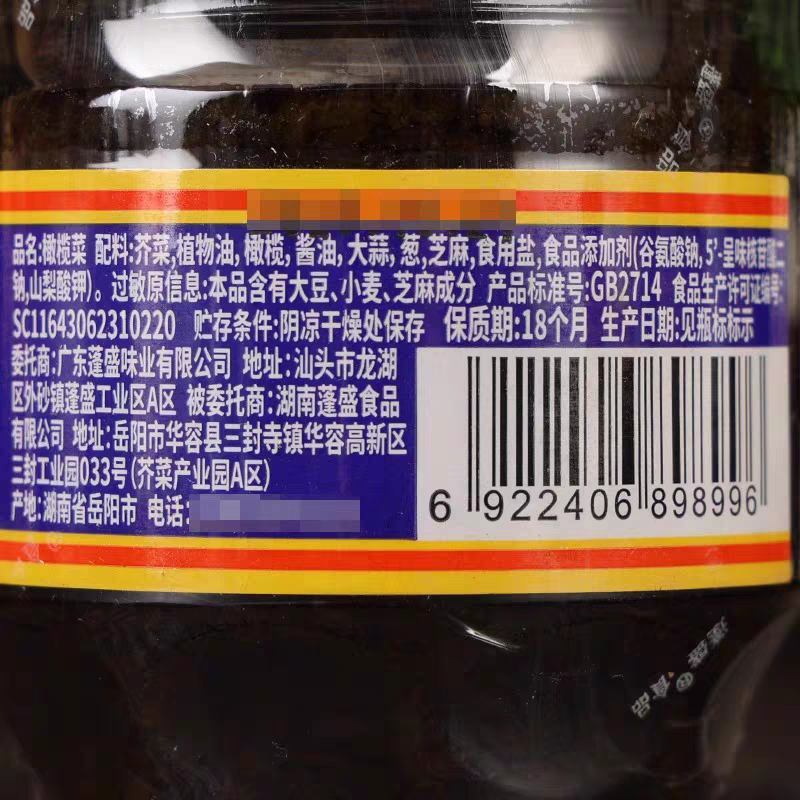 品名:橄榄菜 配料:芥菜,植物油,橄榄,酱油,大蒜,葱,芝麻,食用盐,食品添加剂(谷氨酸钠,5'-呈味核苷酸二
钠,山梨酸钾)。过敏原信息:本品含有大豆、小麦、芝麻成分 产品标准号:GB2714 食品生产许可证编号:
SC11643062310220 贮存条件:阴凉干燥处保存 保质期:18个月 生产日期:见瓶标标示
委托商:广东蓬盛味业有限公司 地址:汕头市龙湖
区外砂镇蓬盛工业区A区 被委托商:湖南蓬盛食品
有限公司 地址:岳阳市华容县三封寺镇华容高新区
三封工业园033号(芥菜产业园A区)
产地:湖南省岳阳市 电话:
6 922406 898996
蓬盛®食品
蓬盛®食品